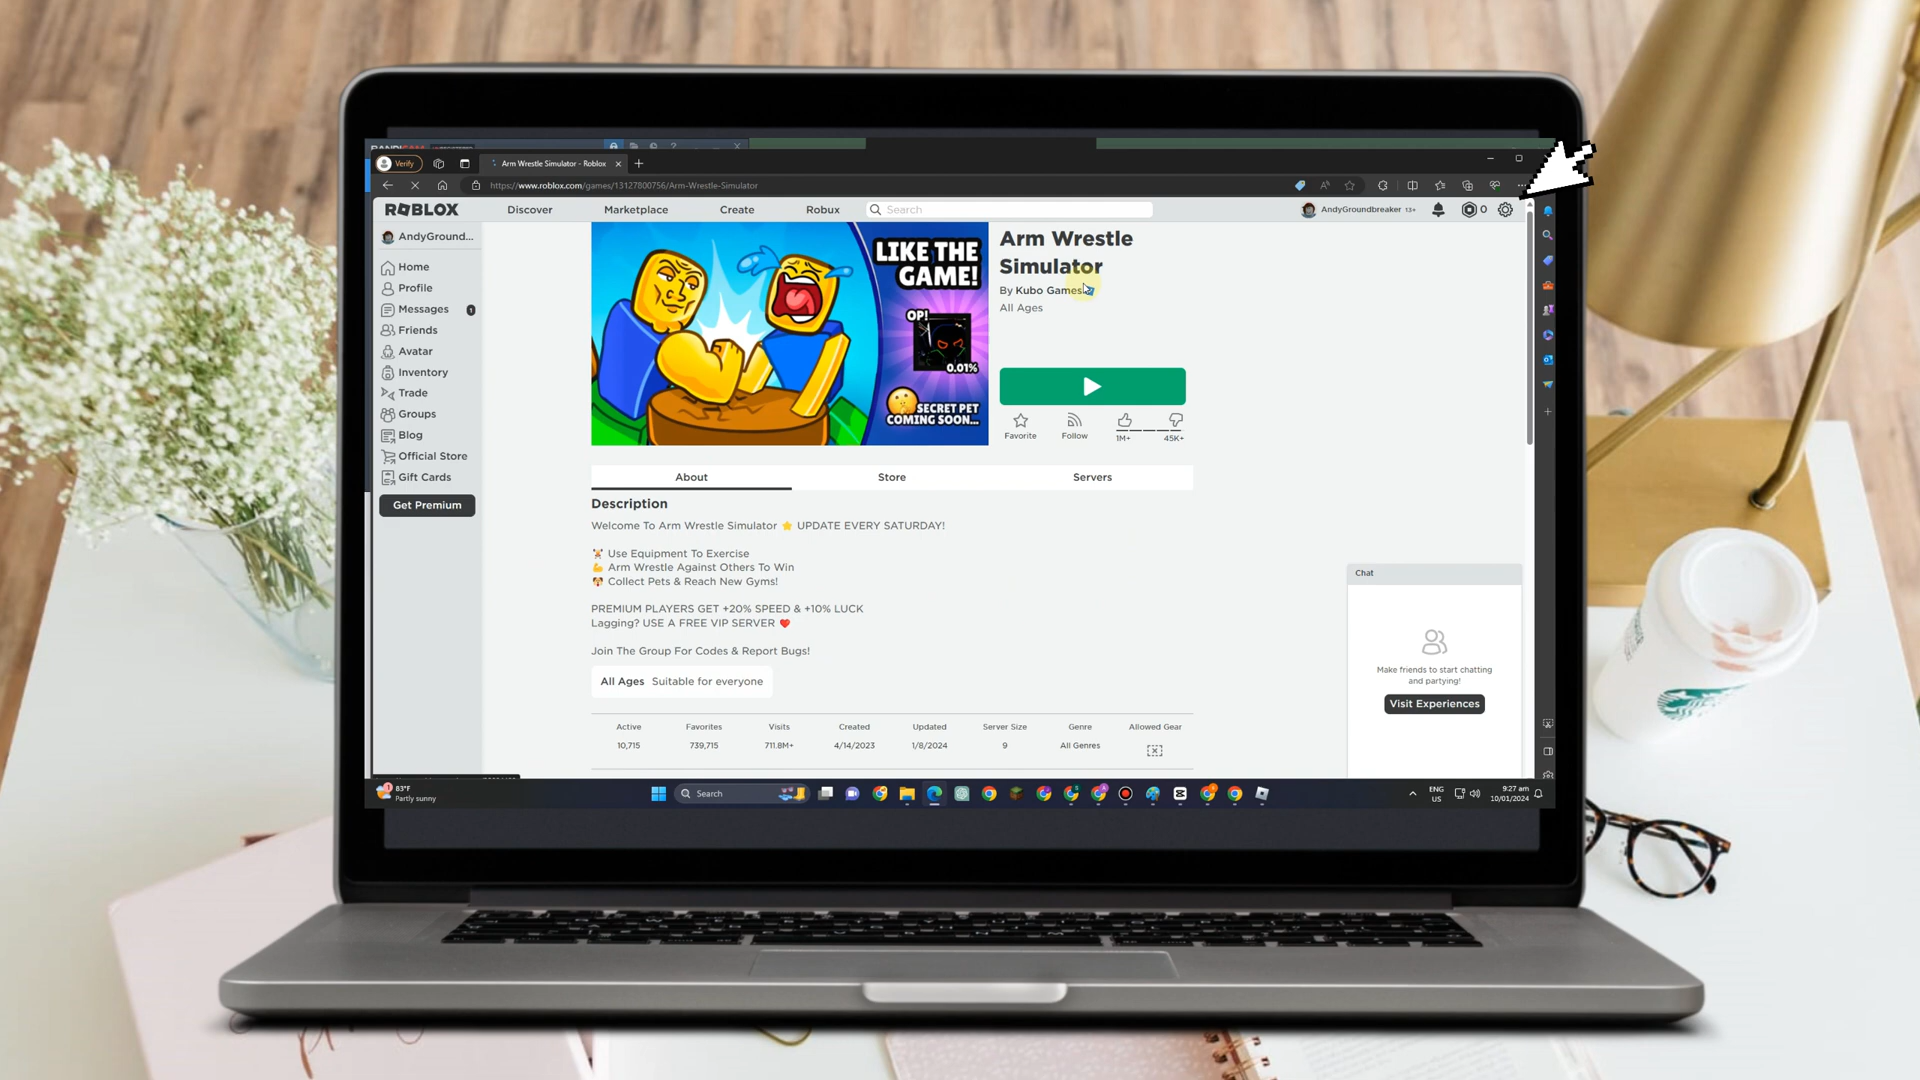 Verify
Arm Wrestle Simulator - Roblox
https://www.roblox.com/games/13127800756/Arm-Wrestle-Simulator
ROBLOX
Discover
Marketplace
Create
Robux
Search
AndyGroundbreaker 13+
0
AndyGround...
Home
Profile
Messages
1
Friends
Avatar
Inventory
Trade
Groups
Blog
Official Store
Gift Cards
Get Premium
LIKE THE
GAME!
OP!
0.01%
SECRET PET
COMING SOON...
Arm Wrestle
Simulator
By Kubo Games
All Ages
Favorite
Follow
1M+
45K+
About
Store
Servers
Description
Welcome To Arm Wrestle Simulator ⭐ UPDATE EVERY SATURDAY!
🏋 Use Equipment To Exercise
💪 Arm Wrestle Against Others To Win
🐶 Collect Pets & Reach New Gyms!
PREMIUM PLAYERS GET +20% SPEED & +10% LUCK
Lagging? USE A FREE VIP SERVER ❤️
Join The Group For Codes & Report Bugs!
All Ages Suitable for everyone
Active Favorites Visits Created Updated Server Size Genre Allowed Gear
10,715 739,715 711.8M+ 4/14/2023 1/8/2024 9 All Genres
Chat
Make friends to start chatting
and partying!
Visit Experiences
83°F
Partly sunny
Search
ENG
US
9:27 am
10/01/2024